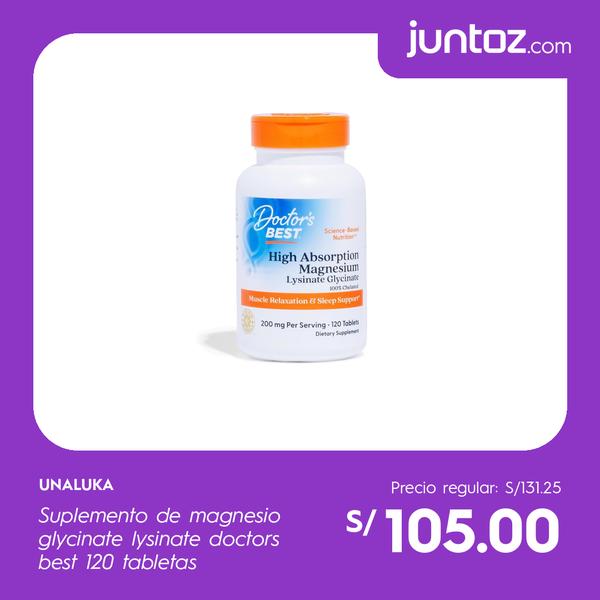 juntoz.com
Doctor's
BEST
Science-Based
Nutrition™
High Absorption
Magnesium
Lysinate Glycinate
100% Chelated
Muscle Relaxation & Sleep Support*
200 mg Per Serving • 120 Tablets
Dietary Supplement
UNALUKA
Precio regular: S/131.25
Suplemento de magnesio
glycinate lysinate doctors
best 120 tabletas
S/105.00